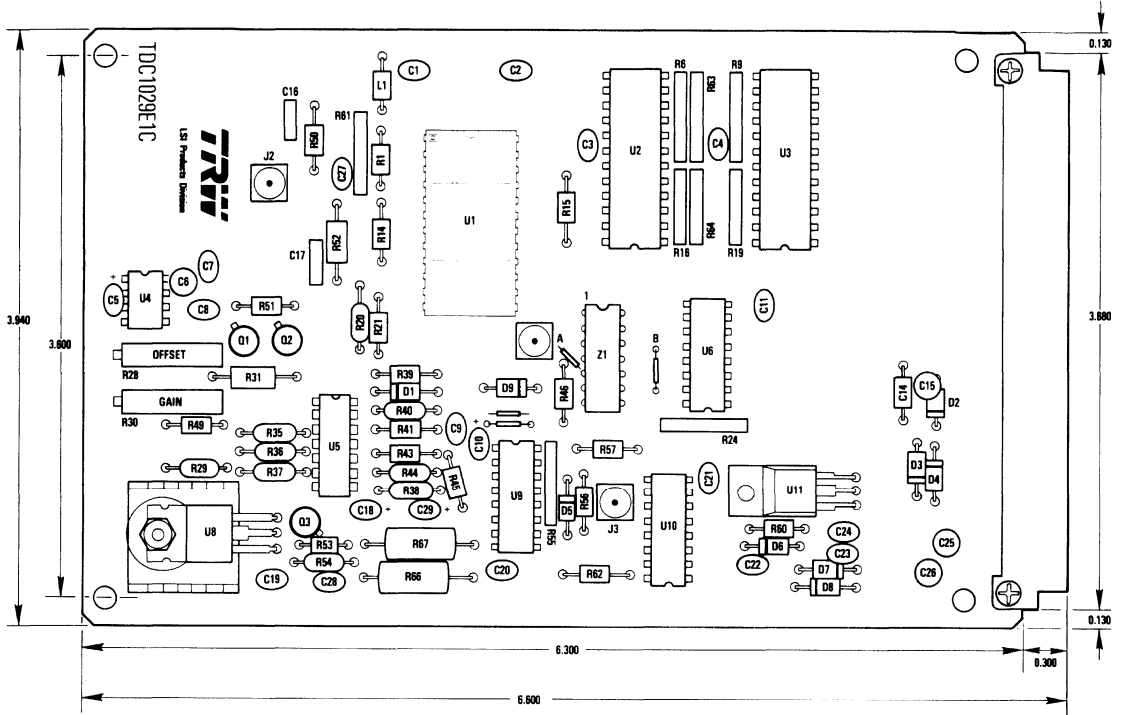 0.130
TDC1029E1C
C1
C2
L1
R6
R63
R9
C16
R61
R50
TRW
LSI Products Division
J2
C27
R1
C3
U2
C4
U3
U1
R15
R14
R52
C17
R16
R64
R19
3.940
3.600
3.680
C7
C6
+
C5
U4
C8
R51
R20
R21
1
C11
Q1
Q2
A
Z1
B
U6
OFFSET
R28
R31
R39
D1
D9
R46
C14
C15
D2
GAIN
R30
R49
R40
R41
C9
+
C10
R24
R35
R36
R37
U5
R43
R44
R38
R45
R57
R29
U9
D5
R56
R55
J3
C21
U11
D3
D4
U8
Q3
C18 +
C29 +
U10
R60
C24
R53
R54
R67
D6
C23
C22
C25
C19
C28
R66
C20
R62
D7
D8
C26
0.130
6.300
0.300
6.600